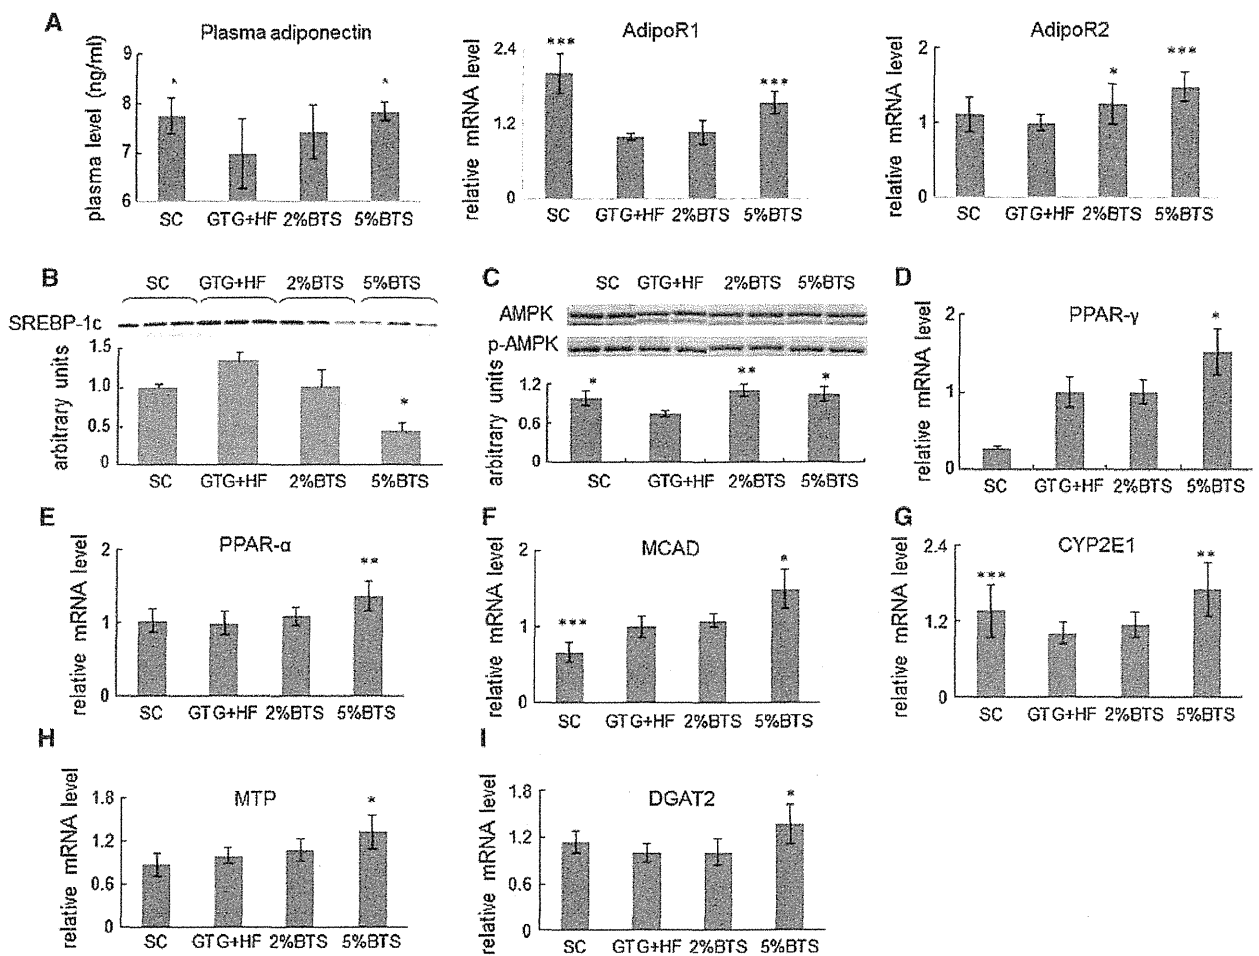 A
Plasma adiponectin
plasma level (ng/ml)
9
8
7
6
*
*
SC GTG+HF 2%BTS 5%BTS
AdipoR1
relative mRNA level
2.4
1.2
0
***
***
SC GTG+HF 2%BTS 5%BTS
AdipoR2
relative mRNA level
2
1
0
*
***
SC GTG+HF 2%BTS 5%BTS
B
SC GTG+HF 2%BTS 5%BTS
SREBP-1c
arbitrary units
1.5
1.0
0.5
0
*
SC GTG+HF 2%BTS 5%BTS
C
SC GTG+HF 2%BTS 5%BTS
AMPK
p-AMPK
arbitrary units
1.2
0.6
0
*
**
*
SC GTG+HF 2%BTS 5%BTS
D
PPAR-γ
relative mRNA level
2
1
0
*
SC GTG+HF 2%BTS 5%BTS
E
PPAR-α
relative mRNA level
2
1
0
**
SC GTG+HF 2%BTS 5%BTS
F
MCAD
relative mRNA level
2
1
0
***
*
SC GTG+HF 2%BTS 5%BTS
G
CYP2E1
relative mRNA level
2.4
1.2
0
***
**
SC GTG+HF 2%BTS 5%BTS
H
MTP
relative mRNA level
1.8
1.2
0.6
0
*
SC GTG+HF 2%BTS 5%BTS
I
DGAT2
relative mRNA level
1.8
1.2
0.6
0
*
SC GTG+HF 2%BTS 5%BTS